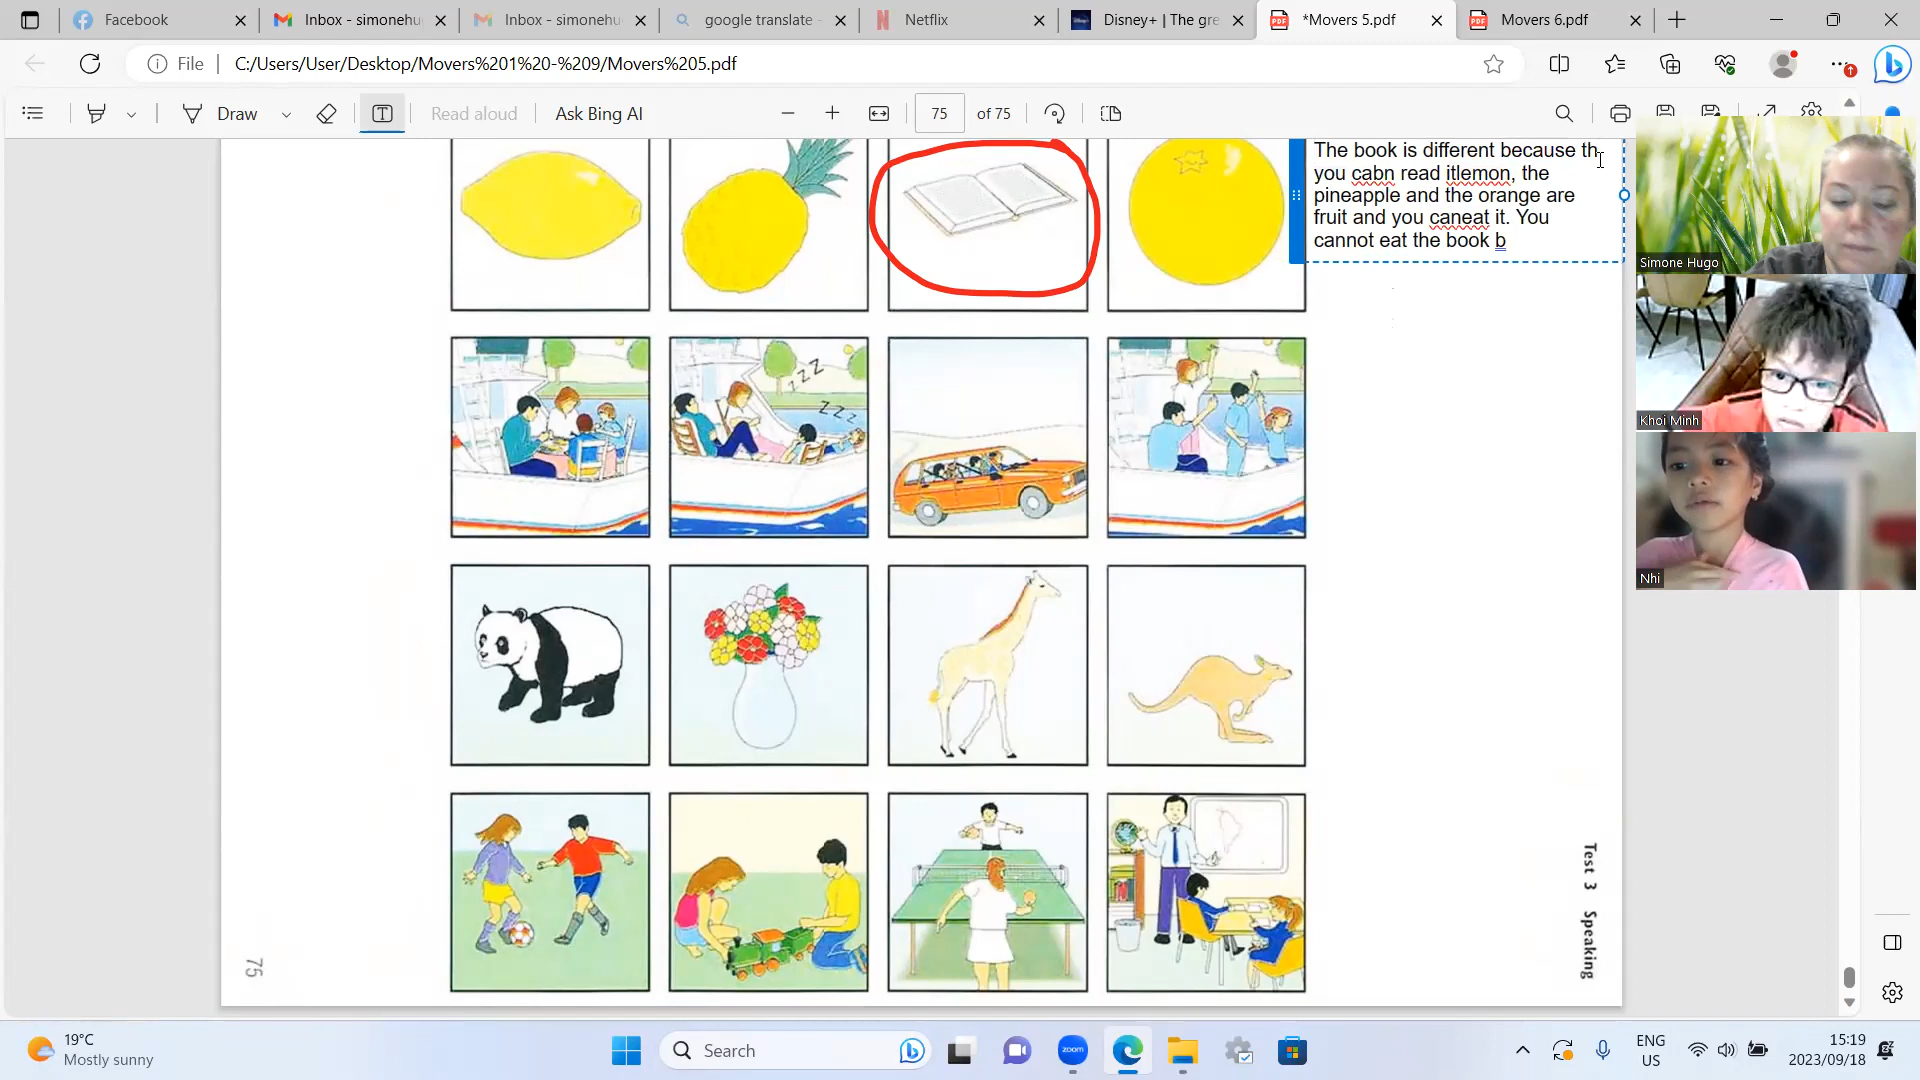 Facebook
Inbox - simonehu
Inbox - simonehu
google translate -
Netflix
Disney+ | The gre
*Movers 5.pdf
Movers 6.pdf
File
C:/Users/User/Desktop/Movers%201%20-%209/Movers%205.pdf
Draw
Read aloud
Ask Bing AI
75
of 75
The book is different because th
you cabn read itlemon, the
pineapple and the orange are
fruit and you caneat it. You
cannot eat the book b
Simone Hugo
Khoi Minh
Nhi
zzz
zzz
Test 3 Speaking
75
19°C
Mostly sunny
Search
zoom
ENG
US
15:19
2023/09/18